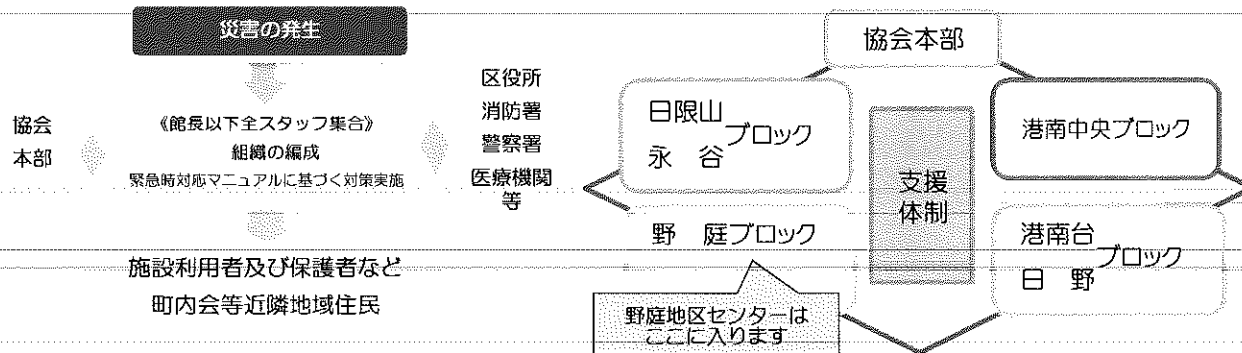 災害の発生
協会
本部
《館長以下全スタッフ集合》
組織の編成
緊急時対応マニュアルに基づく対策実施
区役所
消防署
警察署
医療機関
等
施設利用者及び保護者など
町内会等近隣地域住民
協会本部
日限山
ブロック
永　谷
港南中央ブロック
支援
体制
野　庭ブロック
港南台
ブロック
日　野
野庭地区センターは
ここに入ります